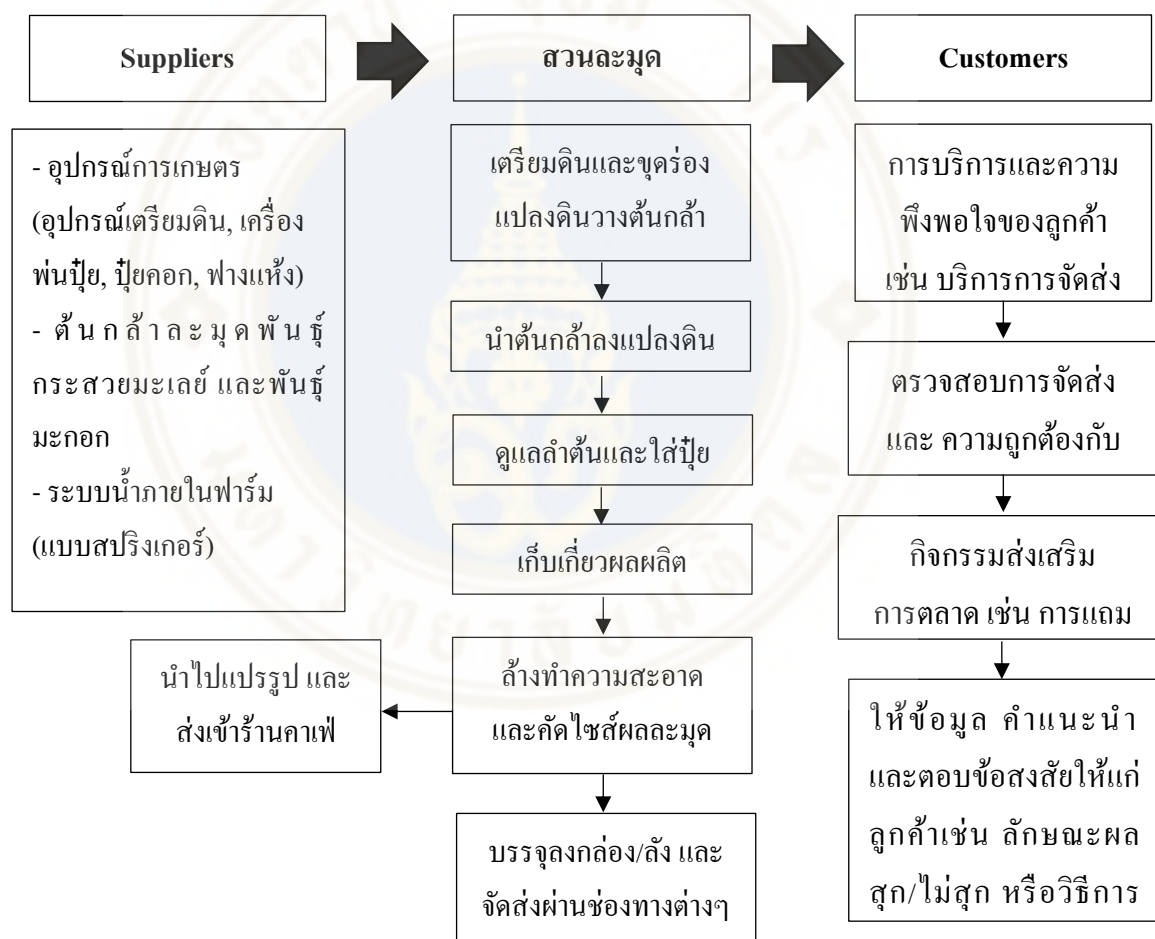 Suppliers
สวนละมุด
Customers
- อุปกรณ์การเกษตร
(อุปกรณ์เตรียมดิน, เครื่อง
พ่นปุ๋ย, ปุ๋ยคอก, ฟางแห้ง)
- ต้นกล้าละมุดพันธุ์
กระสวยมะเลย์ และพันธุ์
มะกอก
- ระบบน้ำภายในฟาร์ม
(แบบสปริงเกอร์)
เตรียมดินและขุดร่อง
แปลงดินวางต้นกล้า
นำต้นกล้าลงแปลงดิน
ดูแลลำต้นและใส่ปุ๋ย
เก็บเกี่ยวผลผลิต
ล้างทำความสะอาด
และคัดไซส์ผลละมุด
นำไปแปรรูป และ
ส่งเข้าร้านคาเฟ่
บรรจุลงกล่อง/ลัง และ
จัดส่งผ่านช่องทางต่างๆ
การบริการและความ
พึงพอใจของลูกค้า
เช่น บริการการจัดส่ง
ตรวจสอบการจัดส่ง
และ ความถูกต้องกับ
กิจกรรมส่งเสริม
การตลาด เช่น การแถม
ให้ข้อมูล คำแนะนำ
และตอบข้อสงสัยให้แก่
ลูกค้าเช่น ลักษณะผล
สุก/ไม่สุก หรือวิธีการ